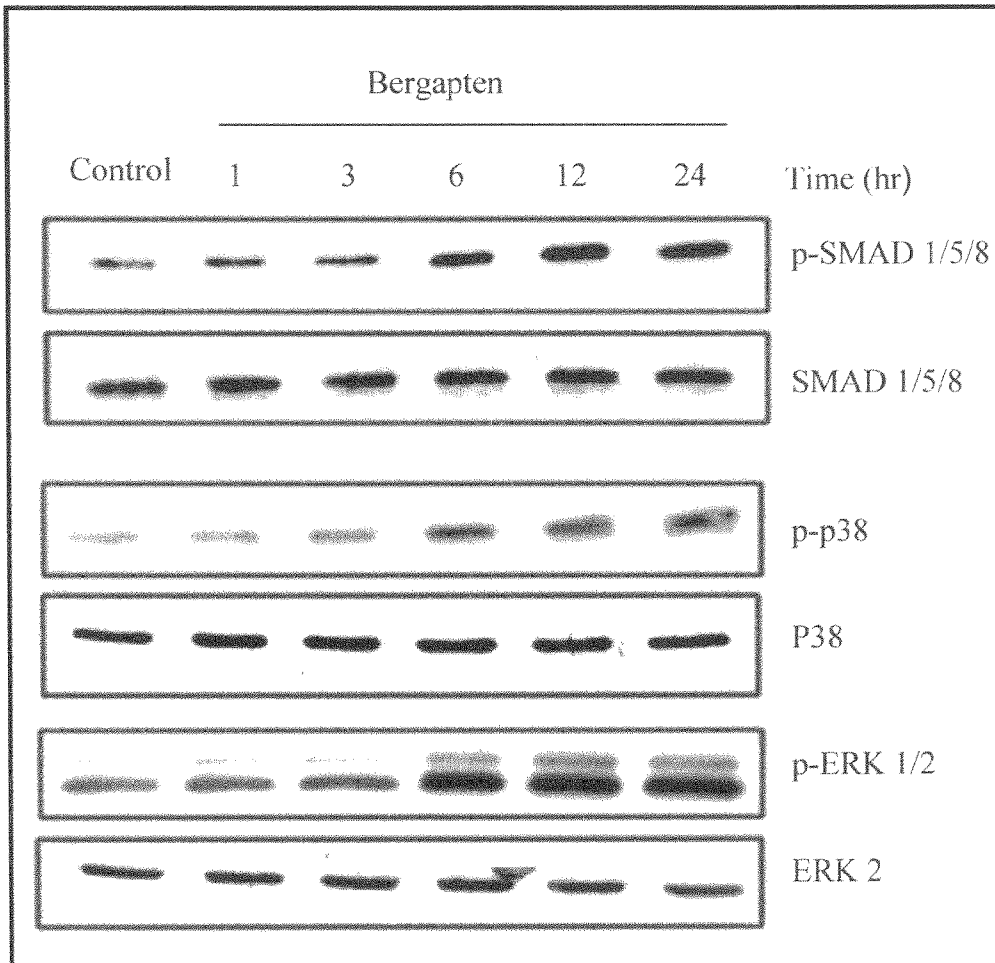 Bergapten
Control 1 3 6 12 24 Time (hr)
p-SMAD 1/5/8
SMAD 1/5/8
p-p38
P38
p-ERK 1/2
ERK 2